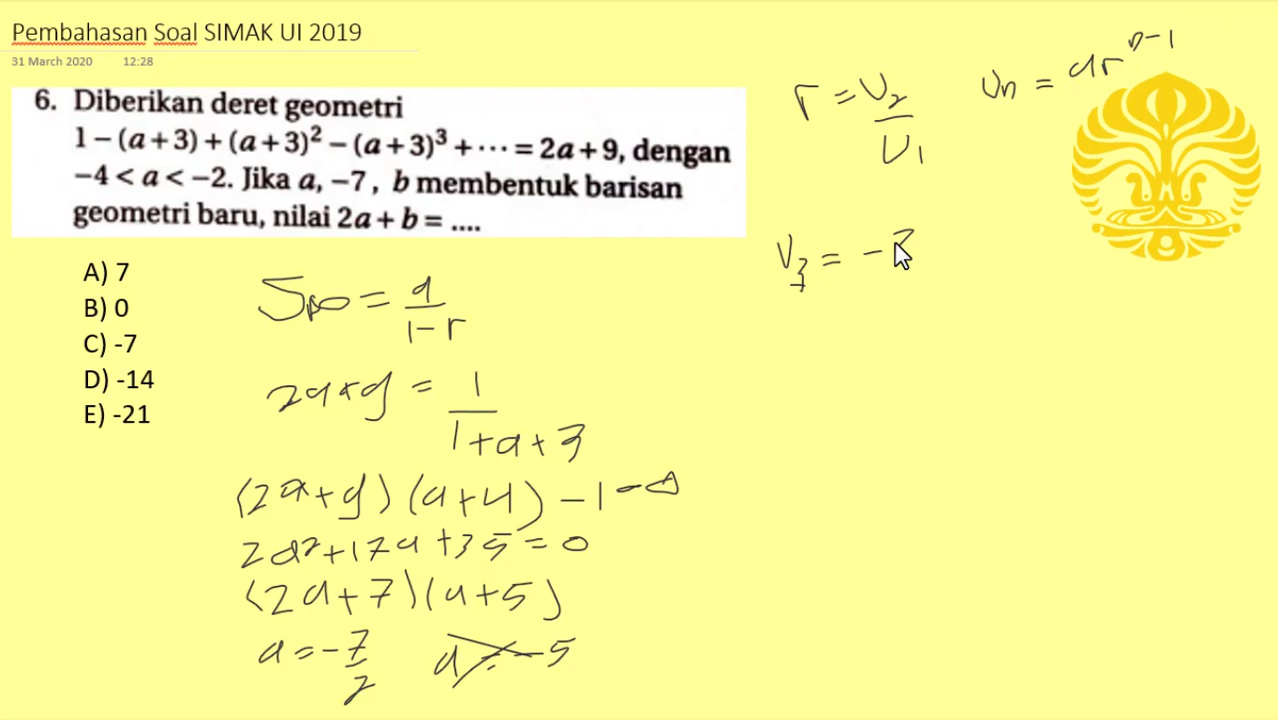 Pembahasan Soal SIMAK UI 2019
31 March 2020 12:28
6. Diberikan deret geometri
1 − (a + 3) + (a + 3)² − (a + 3)³ + ⋯ = 2a + 9, dengan
−4 < a < −2. Jika a, −7, b membentuk barisan
geometri baru, nilai 2a + b = ....
A) 7
B) 0
C) -7
D) -14
E) -21
S∞ = a/(1-r)
2a+9 = 1/(1+a+3)
(2a+9)(a+4) -1 = 0
2a²+17a+35=0
(2a+7)(a+5)
a = -7/2 a = -5
r = U₂/U₁
Un = ar^(n-1)